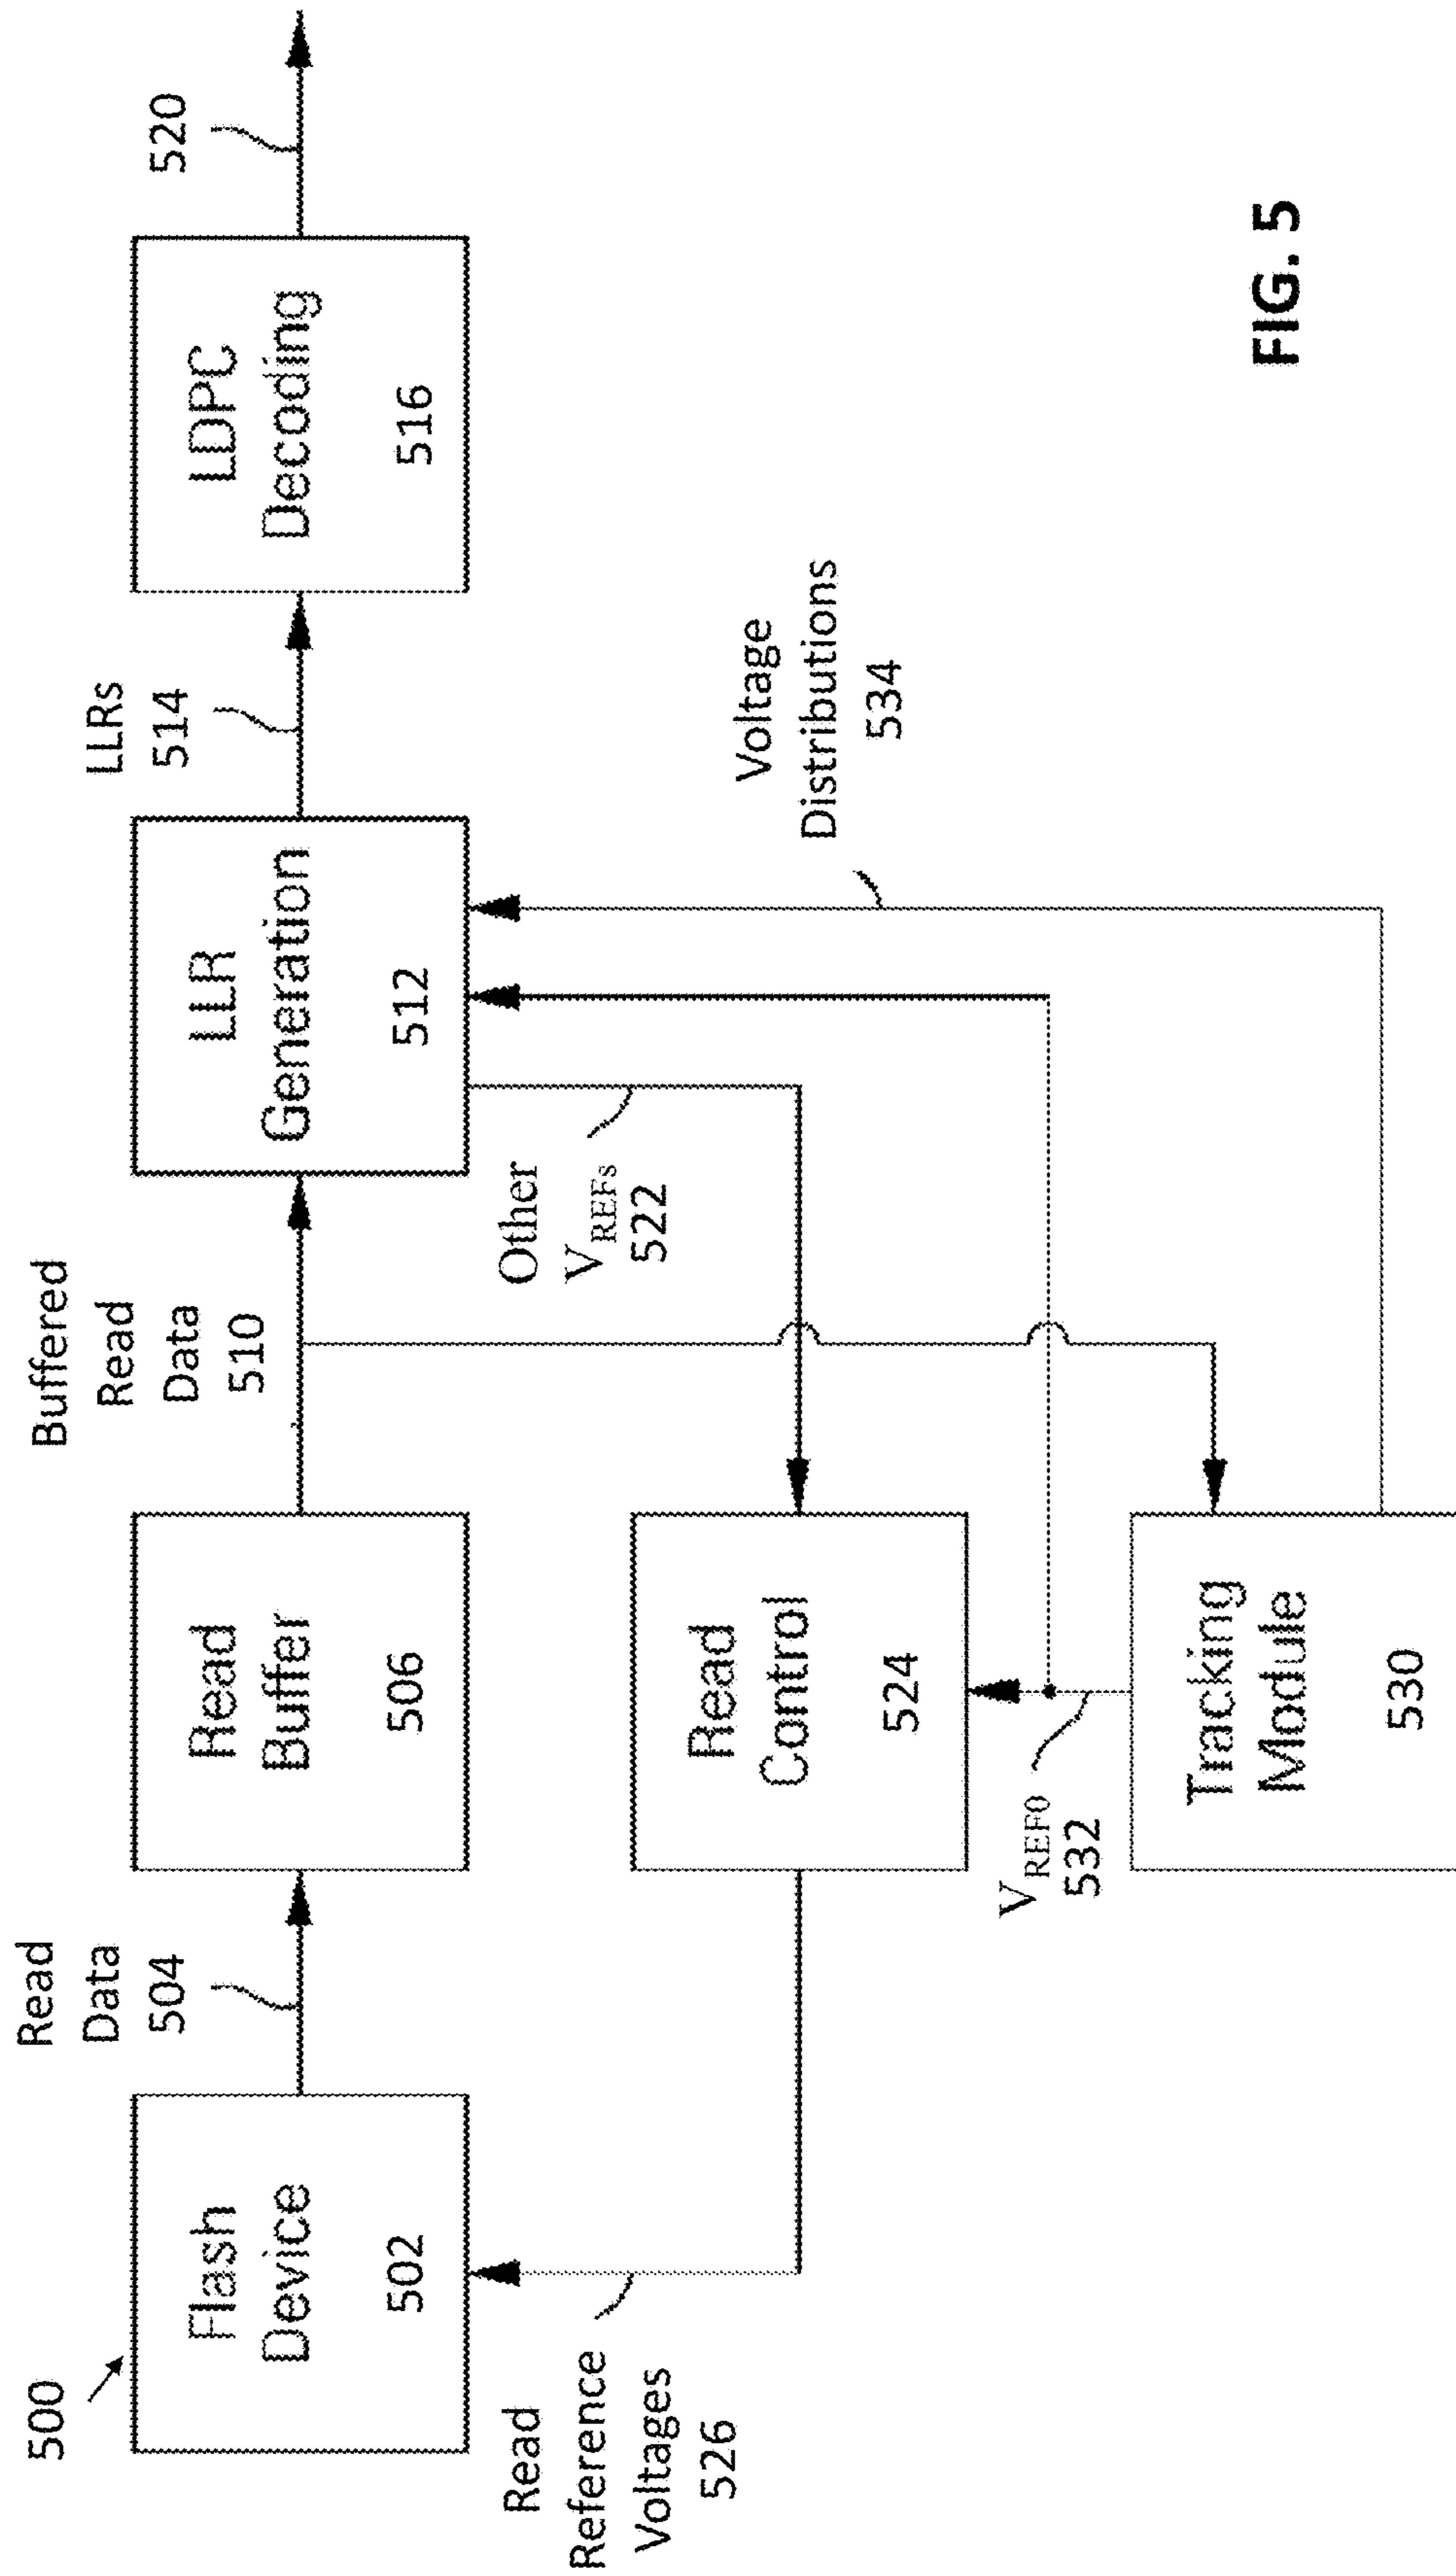 500
Flash
Device
502
Read
Data
504
Read
Buffer
506
Buffered
Read
Data
510
LLR
Generation
512
LLRs
514
LDPC
Decoding
516
520
Read
Reference
Voltages
526
Read
Control
524
Other
VREFs
522
Voltage
Distributions
534
VREF0
532
Tracking
Module
530
FIG. 5